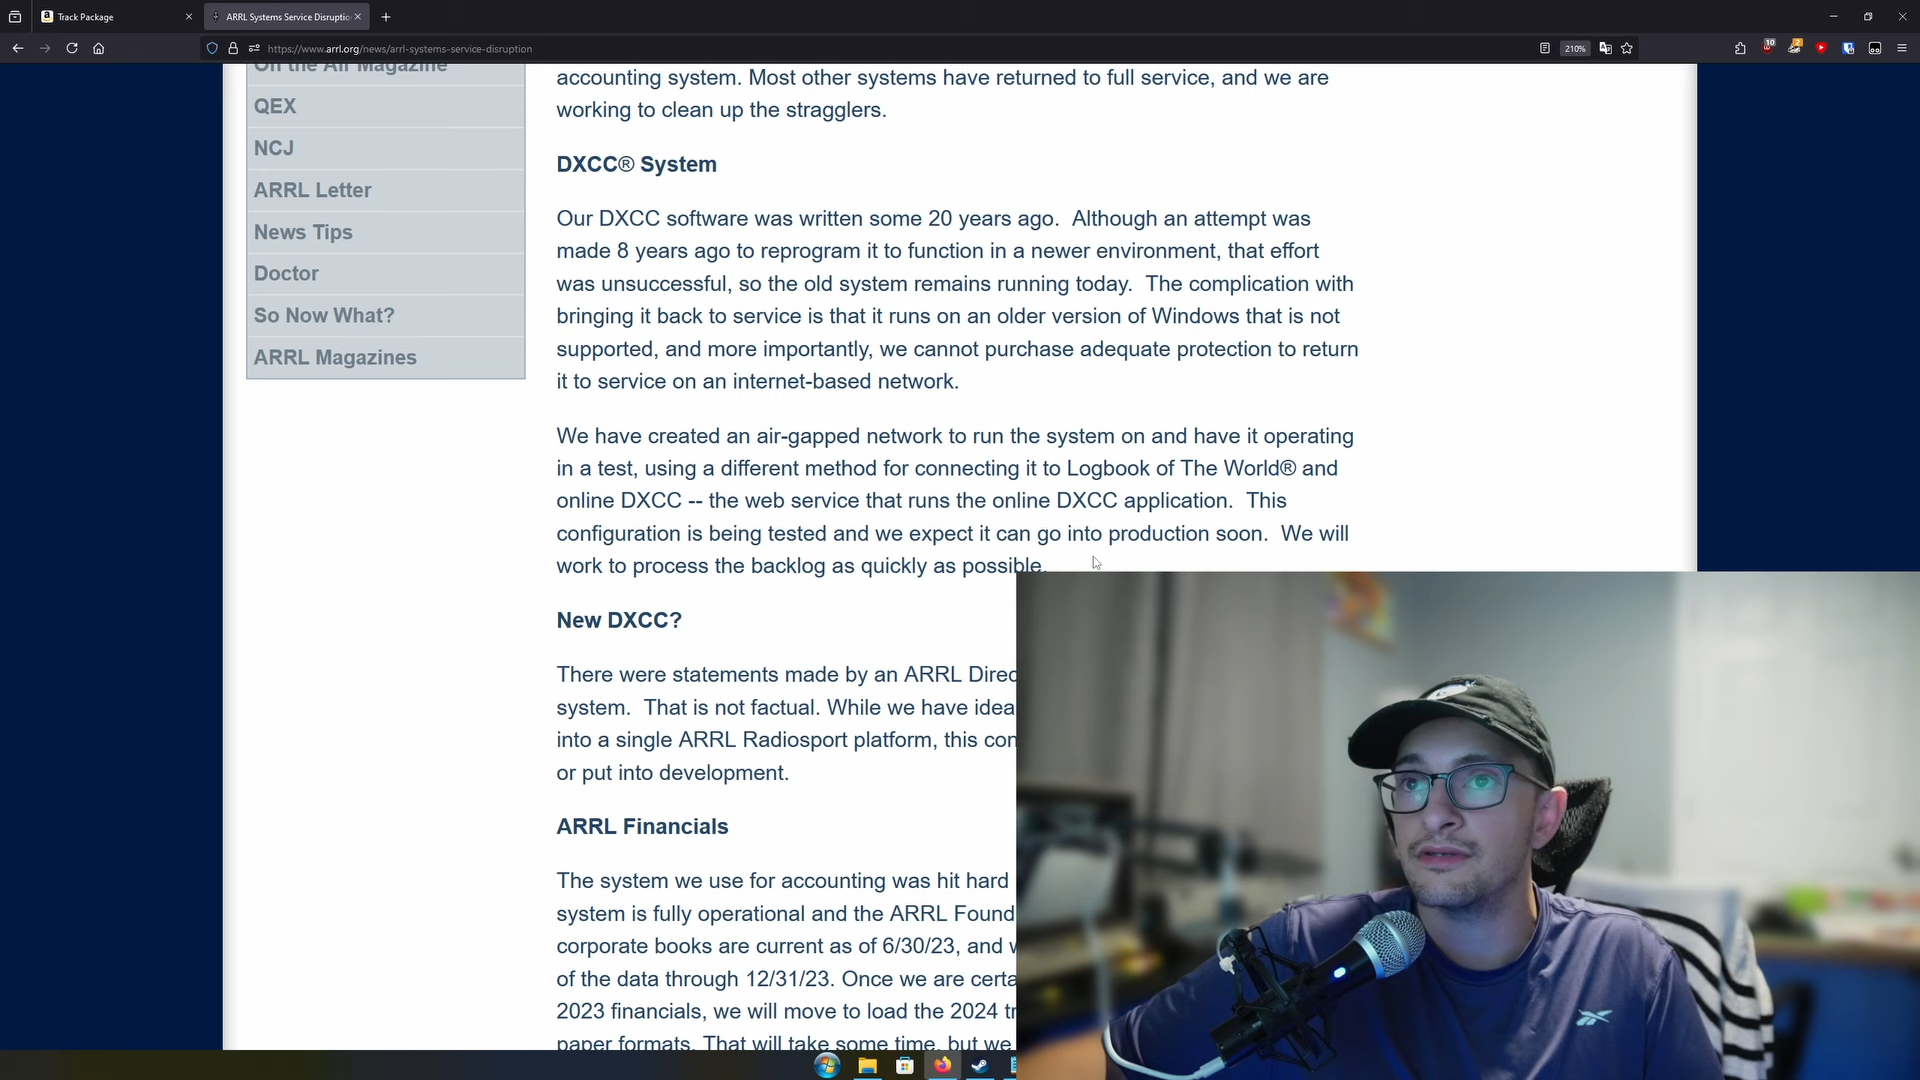 Track Package
ARRL Systems Service Disruptio
https://www.arrl.org/news/arrl-systems-service-disruption
210%
10
2
On the Air Magazine
QEX
NCJ
ARRL Letter
News Tips
Doctor
So Now What?
ARRL Magazines
accounting system. Most other systems have returned to full service, and we are
working to clean up the stragglers.
DXCC® System
Our DXCC software was written some 20 years ago.  Although an attempt was
made 8 years ago to reprogram it to function in a newer environment, that effort
was unsuccessful, so the old system remains running today.  The complication with
bringing it back to service is that it runs on an older version of Windows that is not
supported, and more importantly, we cannot purchase adequate protection to return
it to service on an internet-based network.
We have created an air-gapped network to run the system on and have it operating
in a test, using a different method for connecting it to Logbook of The World® and
online DXCC -- the web service that runs the online DXCC application.  This
configuration is being tested and we expect it can go into production soon.  We will
work to process the backlog as quickly as possible.
New DXCC?
There were statements made by an ARRL Direc
system.  That is not factual. While we have idea
into a single ARRL Radiosport platform, this con
or put into development.
ARRL Financials
The system we use for accounting was hit hard
system is fully operational and the ARRL Found
corporate books are current as of 6/30/23, and w
of the data through 12/31/23. Once we are certa
2023 financials, we will move to load the 2024 tr
paper formats. That will take some time, but we